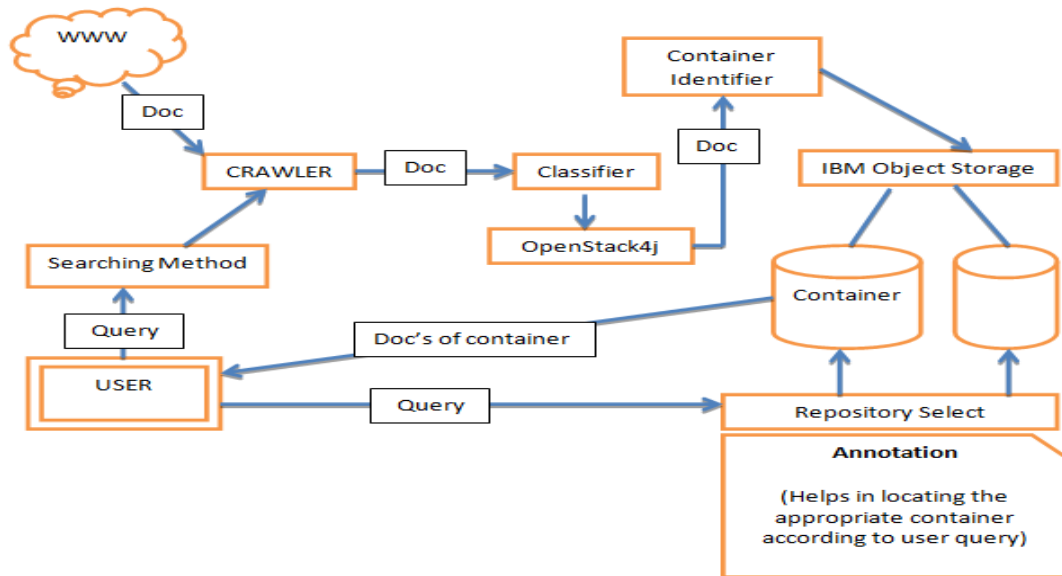 WWW
Doc
Container
Identifier
Doc
CRAWLER
Doc
Classifier
IBM Object Storage
OpenStack4j
Searching Method
Container
Query
Doc's of container
USER
Query
Repository Select
Annotation
(Helps in locating the
appropriate container
according to user query)